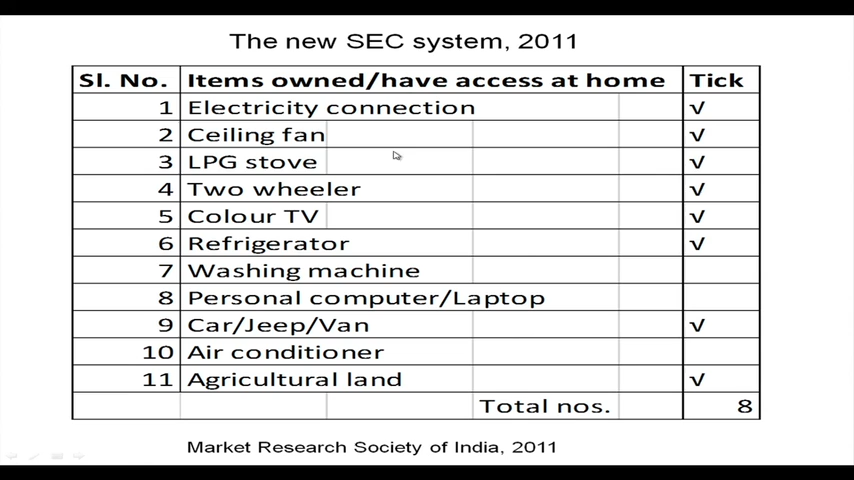 The new SEC system, 2011
Sl. No. Items owned/have access at home Tick
1 Electricity connection √
2 Ceiling fan √
3 LPG stove √
4 Two wheeler √
5 Colour TV √
6 Refrigerator √
7 Washing machine
8 Personal computer/Laptop
9 Car/Jeep/Van √
10 Air conditioner
11 Agricultural land √
Total nos. 8
Market Research Society of India, 2011